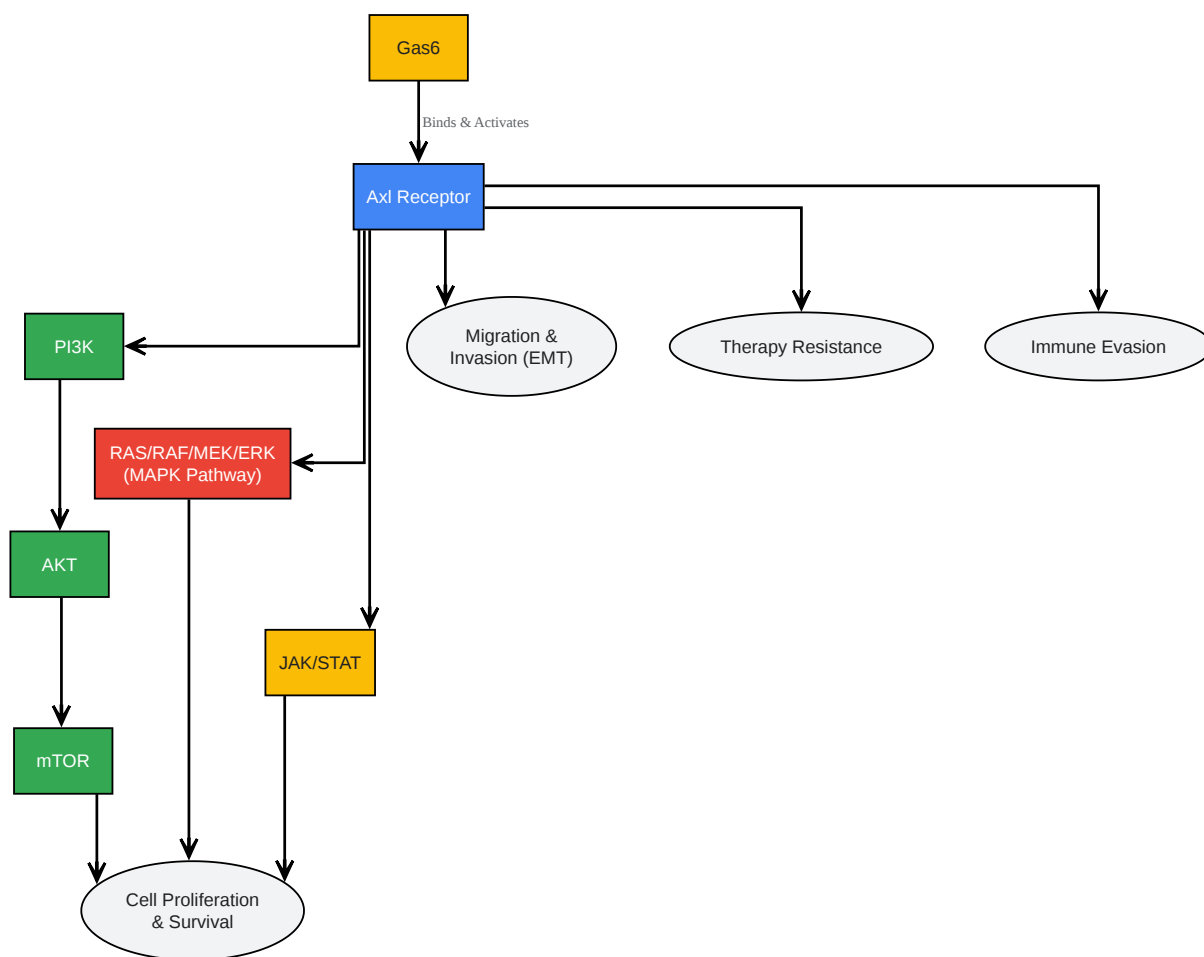 Gas6
Binds & Activates
Axl Receptor
PI3K
Migration &
Invasion (EMT)
Therapy Resistance
Immune Evasion
RAS/RAF/MEK/ERK
(MAPK Pathway)
AKT
JAK/STAT
mTOR
Cell Proliferation
& Survival